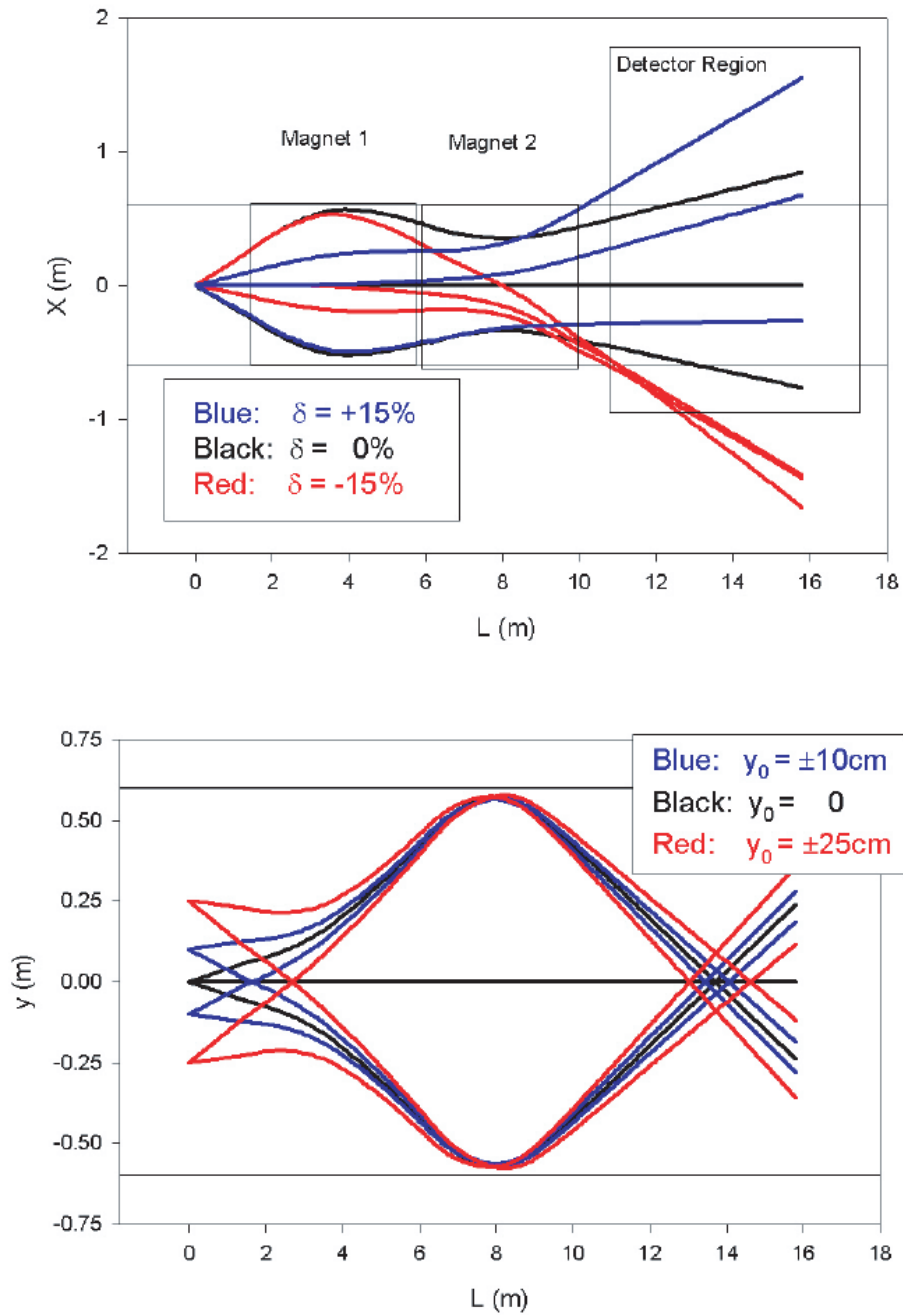 2
1
0
-1
-2
X (m)
Magnet 1
Magnet 2
Detector Region
Blue: δ = +15%
Black: δ = 0%
Red: δ = -15%
0 2 4 6 8 10 12 14 16 18
L (m)
0.75
0.50
0.25
0.00
-0.25
-0.50
-0.75
y (m)
Blue: y₀ = ±10cm
Black: y₀ = 0
Red: y₀ = ±25cm
0 2 4 6 8 10 12 14 16 18
L (m)